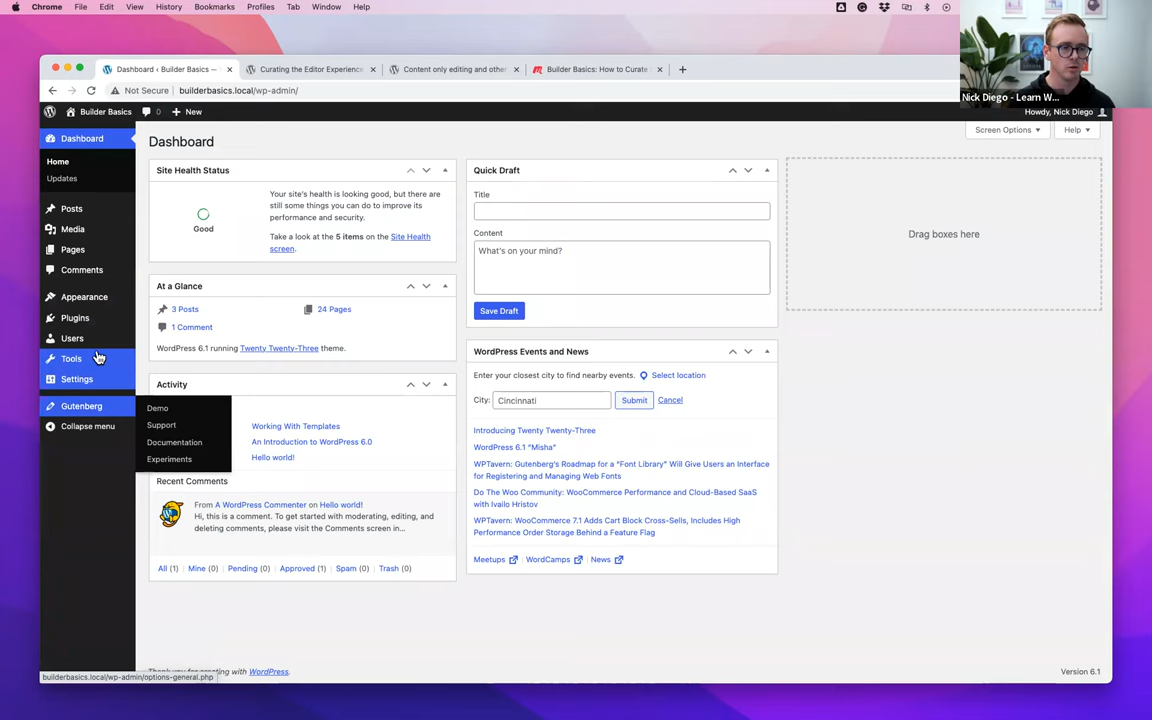 Chrome File Edit View History Bookmarks Profiles Tab Window Help
Dashboard ‹ Builder Basics —
Curating the Editor Experience
Content only editing and other
Builder Basics: How to Curate
Not Secure builderbasics.local/wp-admin/
Nick Diego - Learn W...
Builder Basics 0 New
Howdy, Nick Diego
Dashboard
Home
Updates
Posts
Media
Pages
Comments
Appearance
Plugins
Users
Tools
Settings
Gutenberg
Collapse menu
Demo
Support
Documentation
Experiments
Dashboard
Screen Options
Help
Site Health Status
Good
Your site's health is looking good, but there are
still some things you can do to improve its
performance and security.
Take a look at the 5 items on the Site Health
screen.
At a Glance
3 Posts
24 Pages
1 Comment
WordPress 6.1 running Twenty Twenty-Three theme.
Activity
Working With Templates
An Introduction to WordPress 6.0
Hello world!
Recent Comments
From A WordPress Commenter on Hello world!
Hi, this is a comment. To get started with moderating, editing, and
deleting comments, please visit the Comments screen in…
All (1) Mine (0) Pending (0) Approved (1) Spam (0) Trash (0)
Quick Draft
Title
Content
What's on your mind?
Save Draft
WordPress Events and News
Enter your closest city to find nearby events. Select location
City: Cincinnati Submit Cancel
Introducing Twenty Twenty-Three
WordPress 6.1 "Misha"
WPTavern: Gutenberg's Roadmap for a "Font Library" Will Give Users an Interface
for Registering and Managing Web Fonts
Do The Woo Community: WooCommerce Performance and Cloud-Based SaaS
with Ivailo Hristov
WPTavern: WooCommerce 7.1 Adds Cart Block Cross-Sells, Includes High
Performance Order Storage Behind a Feature Flag
Meetups WordCamps News
Drag boxes here
Thank you for creating with WordPress.
Version 6.1
builderbasics.local/wp-admin/options-general.php